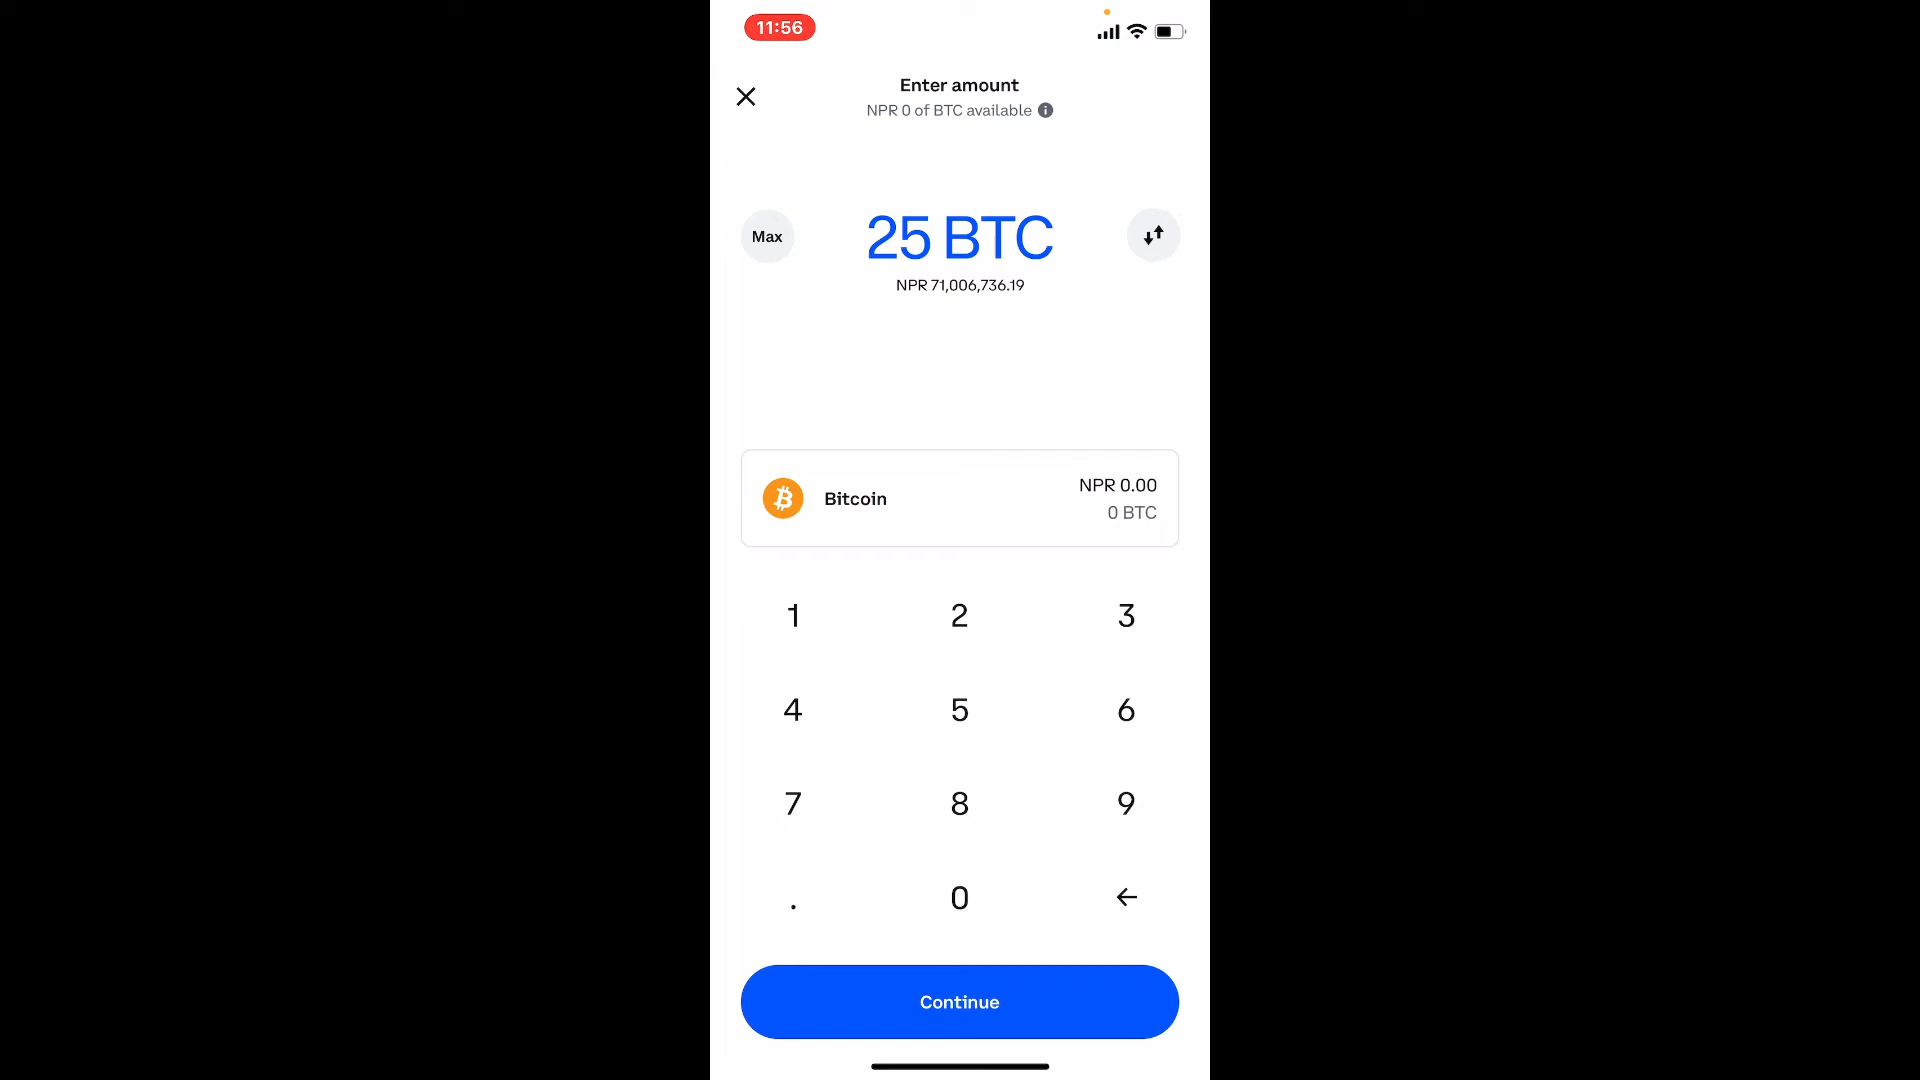 11:56
Enter amount
NPR 0 of BTC available
Max
25 BTC
NPR 71,006,736.19
Bitcoin
NPR 0.00
0 BTC
1 2 3
4 5 6
7 8 9
. 0
Continue